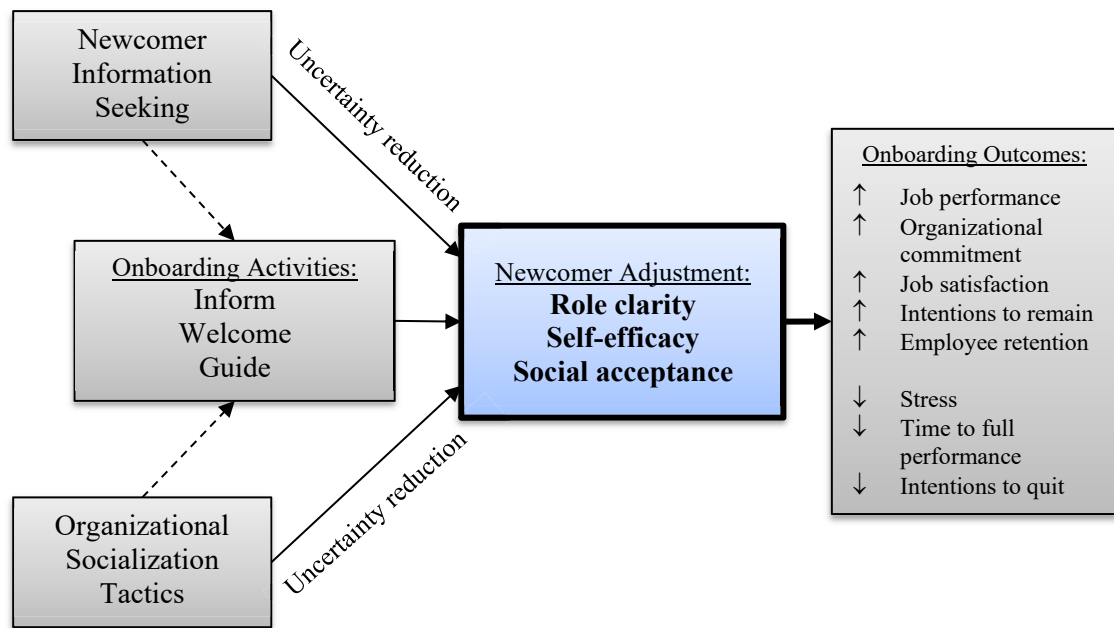 Newcomer
Information
Seeking
Uncertainty reduction
Onboarding Activities:
Inform
Welcome
Guide
Organizational
Socialization
Tactics
Uncertainty reduction
Newcomer Adjustment:
Role clarity
Self-efficacy
Social acceptance
Onboarding Outcomes:
↑ Job performance
↑ Organizational
commitment
↑ Job satisfaction
↑ Intentions to remain
↑ Employee retention
↓ Stress
↓ Time to full
performance
↓ Intentions to quit